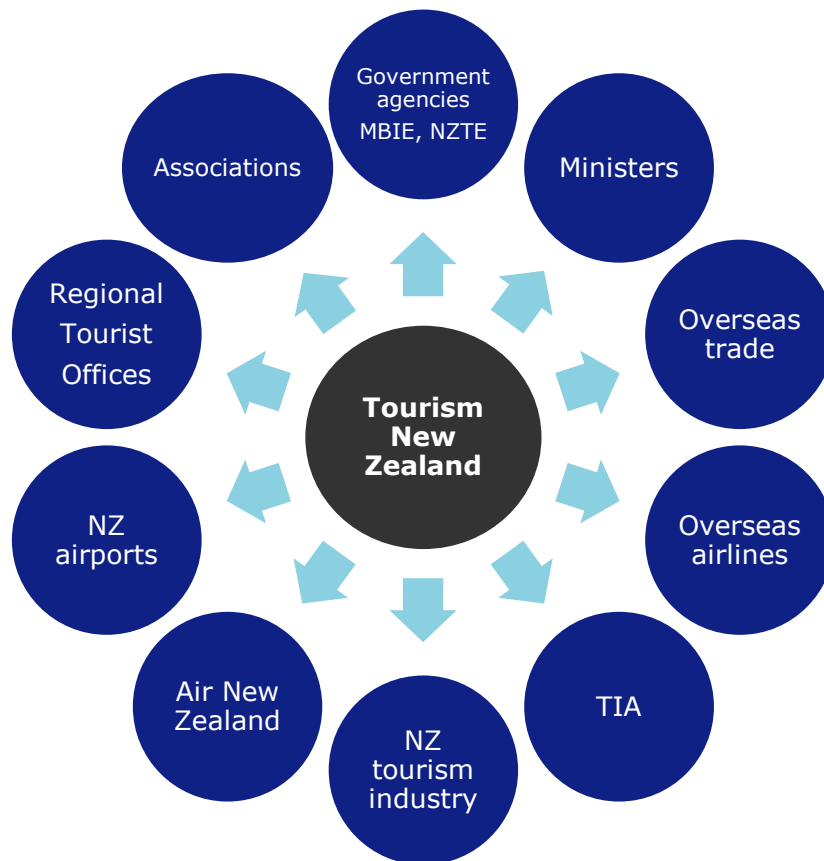 Government
agencies
MBIE, NZTE
Ministers
Overseas
trade
Overseas
airlines
TIA
NZ
tourism
industry
Air New
Zealand
NZ
airports
Regional
Tourist
Offices
Associations
Tourism
New
Zealand